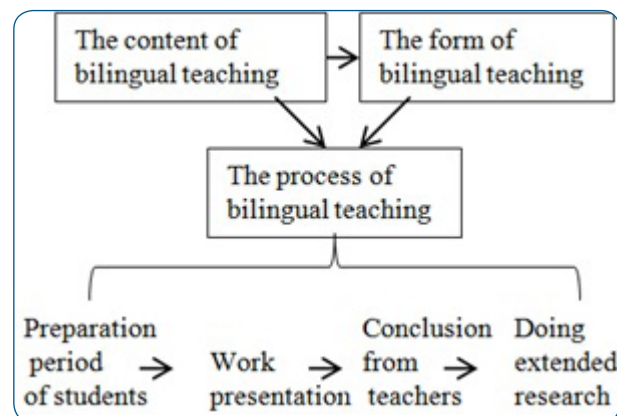 The content of
bilingual teaching
The form of
bilingual teaching
The process of
bilingual teaching
Preparation
period
of students
Work
presentation
Conclusion
from
teachers
Doing
extended
research